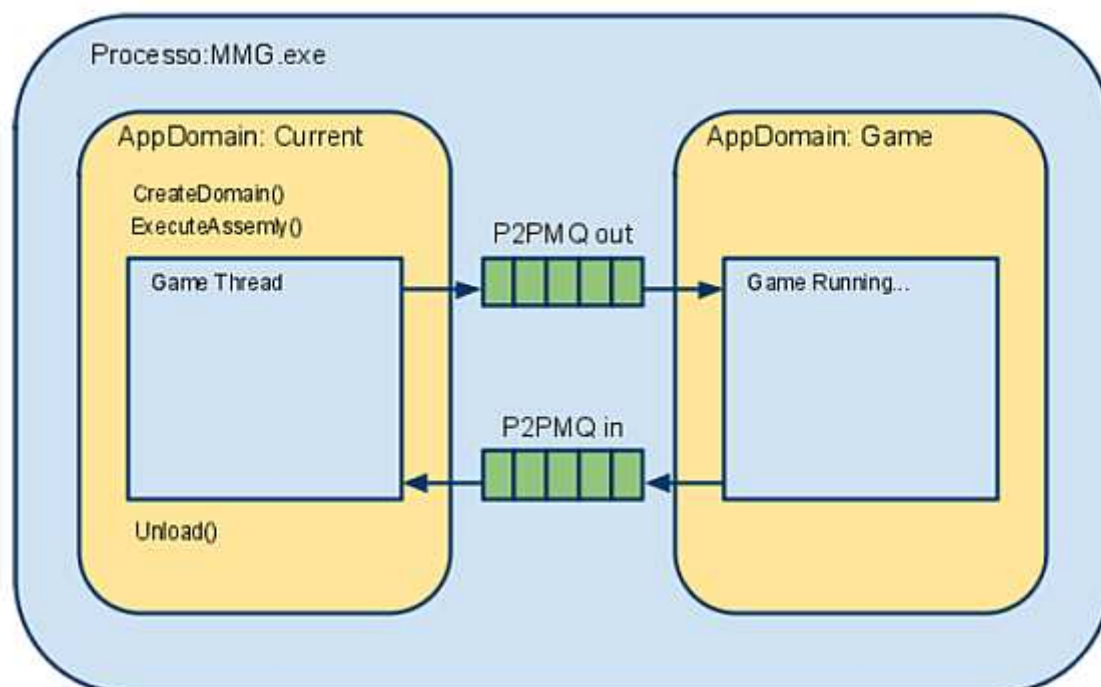 Processo:MMG.exe
AppDomain: Current
AppDomain: Game
CreateDomain()
ExecuteAssemly()
P2PMQ out
Game Thread
Game Running...
P2PMQ in
Unload()